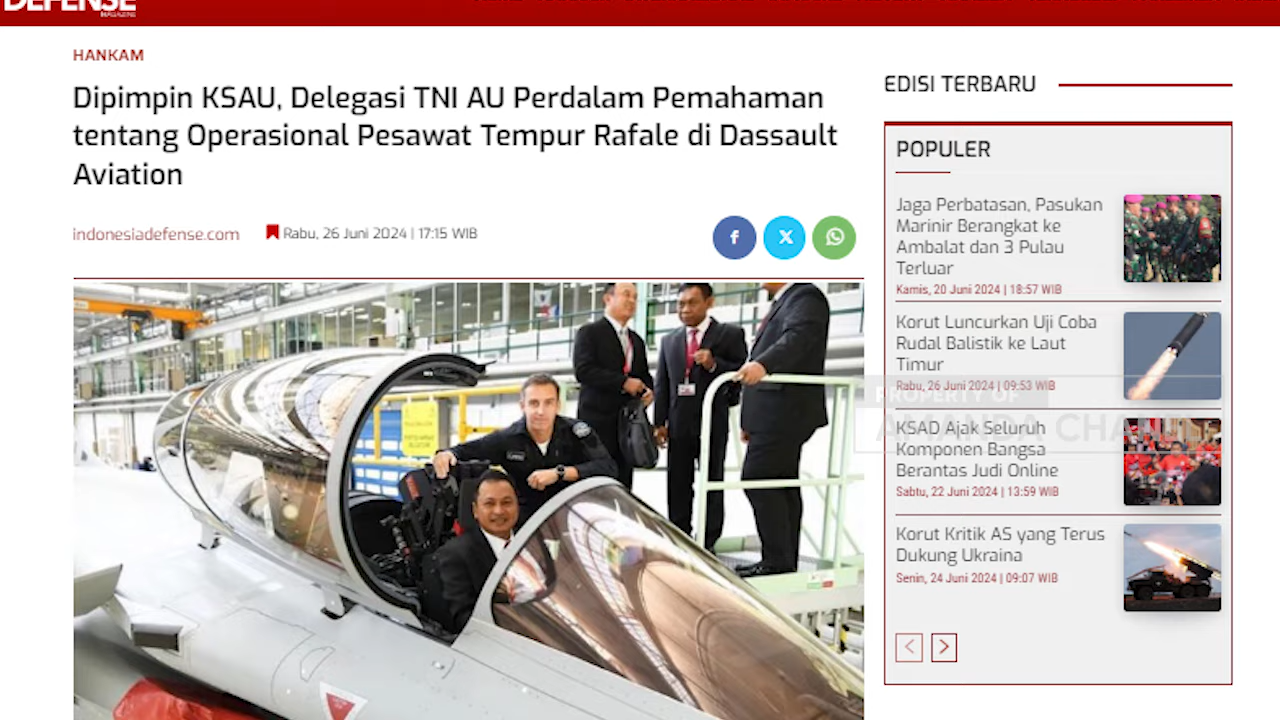 DEFENSE
MAGAZINE
HANKAM
Dipimpin KSAU, Delegasi TNI AU Perdalam Pemahaman
tentang Operasional Pesawat Tempur Rafale di Dassault
Aviation
indonesiadefense.com
Rabu, 26 Juni 2024 | 17:15 WIB
EDISI TERBARU
POPULER
Jaga Perbatasan, Pasukan
Marinir Berangkat ke
Ambalat dan 3 Pulau
Terluar
Kamis, 20 Juni 2024 | 18:57 WIB
Korut Luncurkan Uji Coba
Rudal Balistik ke Laut
Timur
Rabu, 26 Juni 2024 | 09:53 WIB
PROPERTY OF
AMANDA
KSAD Ajak Seluruh
Komponen Bangsa
Berantas Judi Online
Sabtu, 22 Juni 2024 | 13:59 WIB
Korut Kritik AS yang Terus
Dukung Ukraina
Senin, 24 Juni 2024 | 09:07 WIB